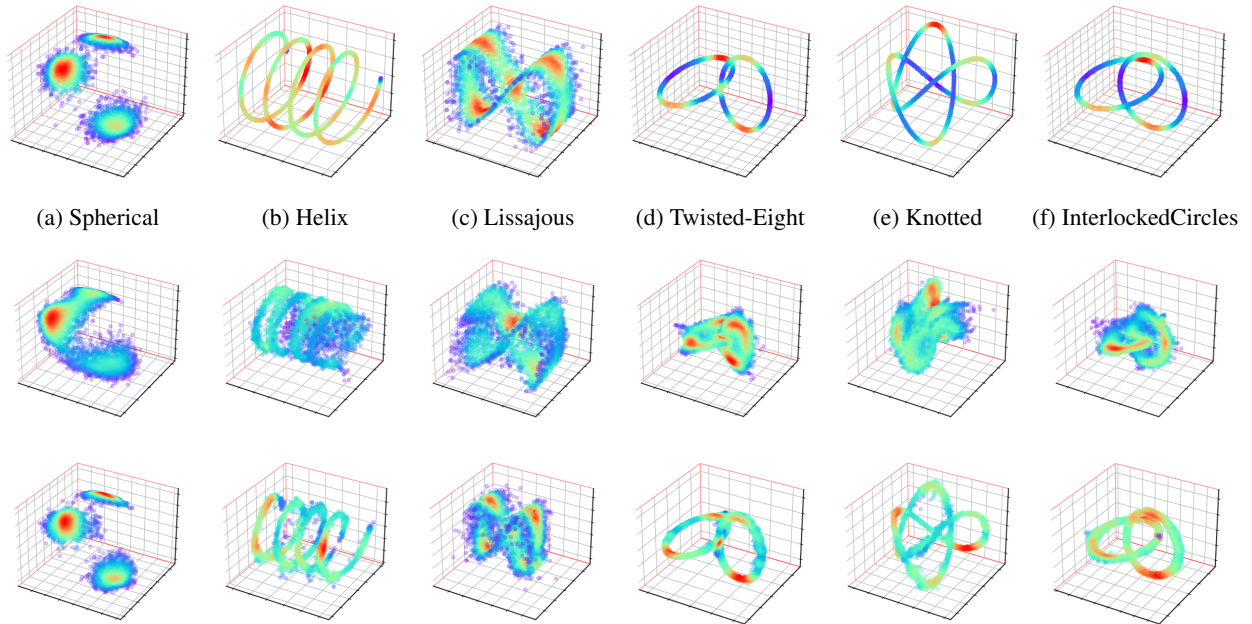 (a) Spherical
(b) Helix
(c) Lissajous
(d) Twisted-Eight
(e) Knotted
(f) InterlockedCircles